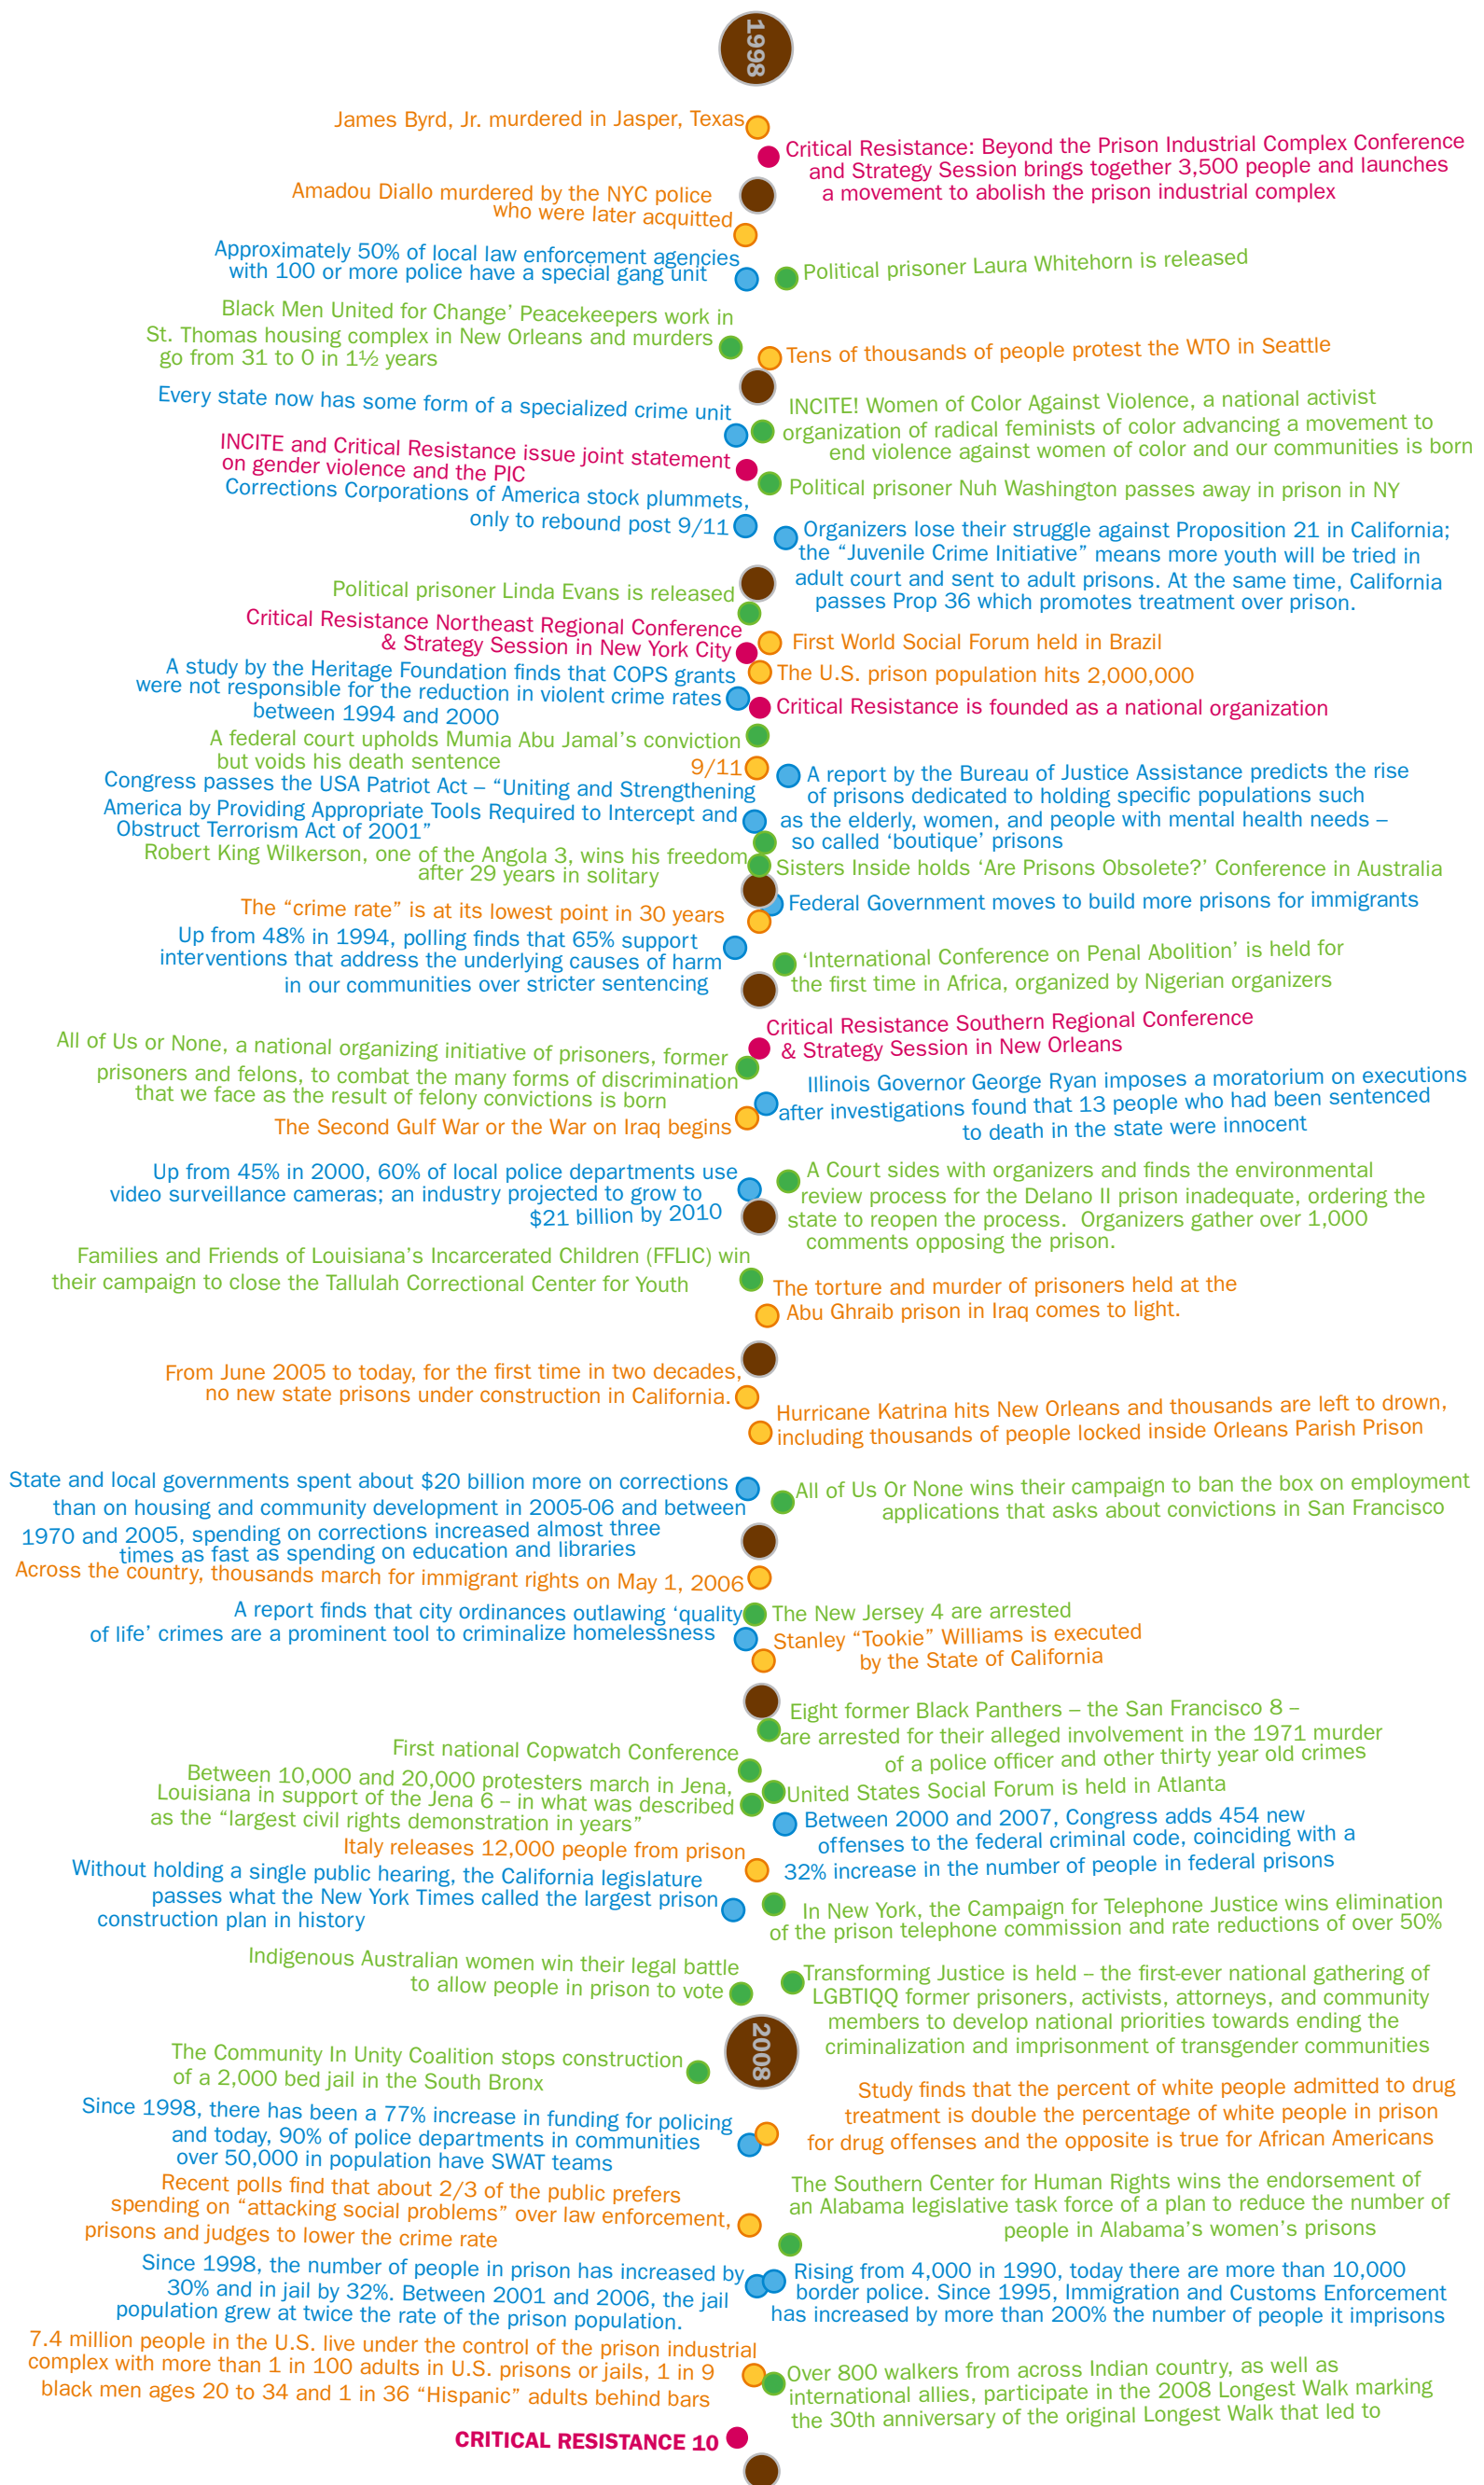 1998
James Byrd, Jr. murdered in Jasper, Texas
Critical Resistance: Beyond the Prison Industrial Complex Conference
and Strategy Session brings together 3,500 people and launches
a movement to abolish the prison industrial complex
Amadou Diallo murdered by the NYC police
who were later acquitted
Approximately 50% of local law enforcement agencies
with 100 or more police have a special gang unit
Political prisoner Laura Whitehorn is released
Black Men United for Change’ Peacekeepers work in
St. Thomas housing complex in New Orleans and murders
go from 31 to 0 in 1½ years
Tens of thousands of people protest the WTO in Seattle
Every state now has some form of a specialized crime unit
INCITE! Women of Color Against Violence, a national activist
organization of radical feminists of color advancing a movement to
end violence against women of color and our communities is born
INCITE and Critical Resistance issue joint statement
on gender violence and the PIC
Political prisoner Nuh Washington passes away in prison in NY
Corrections Corporations of America stock plummets,
only to rebound post 9/11
Organizers lose their struggle against Proposition 21 in California;
the “Juvenile Crime Initiative” means more youth will be tried in
adult court and sent to adult prisons. At the same time, California
passes Prop 36 which promotes treatment over prison.
Political prisoner Linda Evans is released
Critical Resistance Northeast Regional Conference
& Strategy Session in New York City
First World Social Forum held in Brazil
A study by the Heritage Foundation finds that COPS grants
were not responsible for the reduction in violent crime rates
between 1994 and 2000
The U.S. prison population hits 2,000,000
Critical Resistance is founded as a national organization
A federal court upholds Mumia Abu Jamal’s conviction
but voids his death sentence
9/11
A report by the Bureau of Justice Assistance predicts the rise
of prisons dedicated to holding specific populations such
as the elderly, women, and people with mental health needs –
so called ‘boutique’ prisons
Congress passes the USA Patriot Act – “Uniting and Strengthening
America by Providing Appropriate Tools Required to Intercept and
Obstruct Terrorism Act of 2001”
Robert King Wilkerson, one of the Angola 3, wins his freedom
after 29 years in solitary
Sisters Inside holds ‘Are Prisons Obsolete?’ Conference in Australia
Federal Government moves to build more prisons for immigrants
The “crime rate” is at its lowest point in 30 years
Up from 48% in 1994, polling finds that 65% support
interventions that address the underlying causes of harm
in our communities over stricter sentencing
‘International Conference on Penal Abolition’ is held for
the first time in Africa, organized by Nigerian organizers
Critical Resistance Southern Regional Conference
& Strategy Session in New Orleans
All of Us or None, a national organizing initiative of prisoners, former
prisoners and felons, to combat the many forms of discrimination
that we face as the result of felony convictions is born
Illinois Governor George Ryan imposes a moratorium on executions
after investigations found that 13 people who had been sentenced
to death in the state were innocent
The Second Gulf War or the War on Iraq begins
Up from 45% in 2000, 60% of local police departments use
video surveillance cameras; an industry projected to grow to
$21 billion by 2010
A Court sides with organizers and finds the environmental
review process for the Delano II prison inadequate, ordering the
state to reopen the process. Organizers gather over 1,000
comments opposing the prison.
Families and Friends of Louisiana’s Incarcerated Children (FFLIC) win
their campaign to close the Tallulah Correctional Center for Youth
The torture and murder of prisoners held at the
Abu Ghraib prison in Iraq comes to light.
From June 2005 to today, for the first time in two decades,
no new state prisons under construction in California.
Hurricane Katrina hits New Orleans and thousands are left to drown,
including thousands of people locked inside Orleans Parish Prison
State and local governments spent about $20 billion more on corrections
than on housing and community development in 2005-06 and between
1970 and 2005, spending on corrections increased almost three
times as fast as spending on education and libraries
All of Us Or None wins their campaign to ban the box on employment
applications that asks about convictions in San Francisco
Across the country, thousands march for immigrant rights on May 1, 2006
A report finds that city ordinances outlawing ‘quality
of life’ crimes are a prominent tool to criminalize homelessness
The New Jersey 4 are arrested
Stanley “Tookie” Williams is executed
by the State of California
Eight former Black Panthers – the San Francisco 8 –
are arrested for their alleged involvement in the 1971 murder
of a police officer and other thirty year old crimes
First national Copwatch Conference
Between 10,000 and 20,000 protesters march in Jena,
Louisiana in support of the Jena 6 – in what was described
as the “largest civil rights demonstration in years”
United States Social Forum is held in Atlanta
Between 2000 and 2007, Congress adds 454 new
offenses to the federal criminal code, coinciding with a
32% increase in the number of people in federal prisons
Italy releases 12,000 people from prison
Without holding a single public hearing, the California legislature
passes what the New York Times called the largest prison
construction plan in history
In New York, the Campaign for Telephone Justice wins elimination
of the prison telephone commission and rate reductions of over 50%
Indigenous Australian women win their legal battle
to allow people in prison to vote
Transforming Justice is held – the first-ever national gathering of
LGBTIQQ former prisoners, activists, attorneys, and community
members to develop national priorities towards ending the
criminalization and imprisonment of transgender communities
2008
The Community In Unity Coalition stops construction
of a 2,000 bed jail in the South Bronx
Study finds that the percent of white people admitted to drug
treatment is double the percentage of white people in prison
for drug offenses and the opposite is true for African Americans
Since 1998, there has been a 77% increase in funding for policing
and today, 90% of police departments in communities
over 50,000 in population have SWAT teams
Recent polls find that about 2/3 of the public prefers
spending on “attacking social problems” over law enforcement,
prisons and judges to lower the crime rate
The Southern Center for Human Rights wins the endorsement of
an Alabama legislative task force of a plan to reduce the number of
people in Alabama’s women’s prisons
Since 1998, the number of people in prison has increased by
30% and in jail by 32%. Between 2001 and 2006, the jail
population grew at twice the rate of the prison population.
Rising from 4,000 in 1990, today there are more than 10,000
border police. Since 1995, Immigration and Customs Enforcement
has increased by more than 200% the number of people it imprisons
7.4 million people in the U.S. live under the control of the prison industrial
complex with more than 1 in 100 adults in U.S. prisons or jails, 1 in 9
black men ages 20 to 34 and 1 in 36 “Hispanic” adults behind bars
Over 800 walkers from across Indian country, as well as
international allies, participate in the 2008 Longest Walk marking
the 30th anniversary of the original Longest Walk that led to
CRITICAL RESISTANCE 10